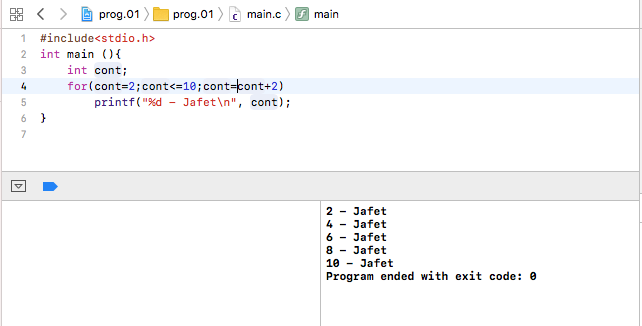 prog.01 prog.01 main.c main
1 #include<stdio.h>
2 int main (){
3 int cont;
4 for(cont=2;cont<=10;cont=cont+2)
5 printf("%d - Jafet\n", cont);
6 }
7
2 - Jafet
4 - Jafet
6 - Jafet
8 - Jafet
10 - Jafet
Program ended with exit code: 0